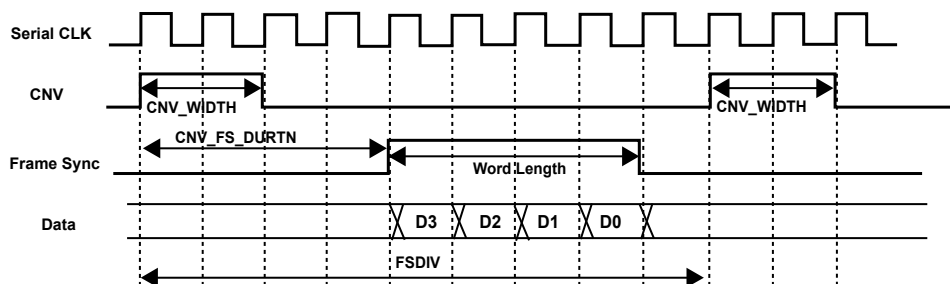 Serial CLK
CNV
CNV_WIDTH
CNV_WIDTH
CNV_FS_DURTN
Frame Sync
Word Length
Data
D3
D2
D1
D0
FSDIV